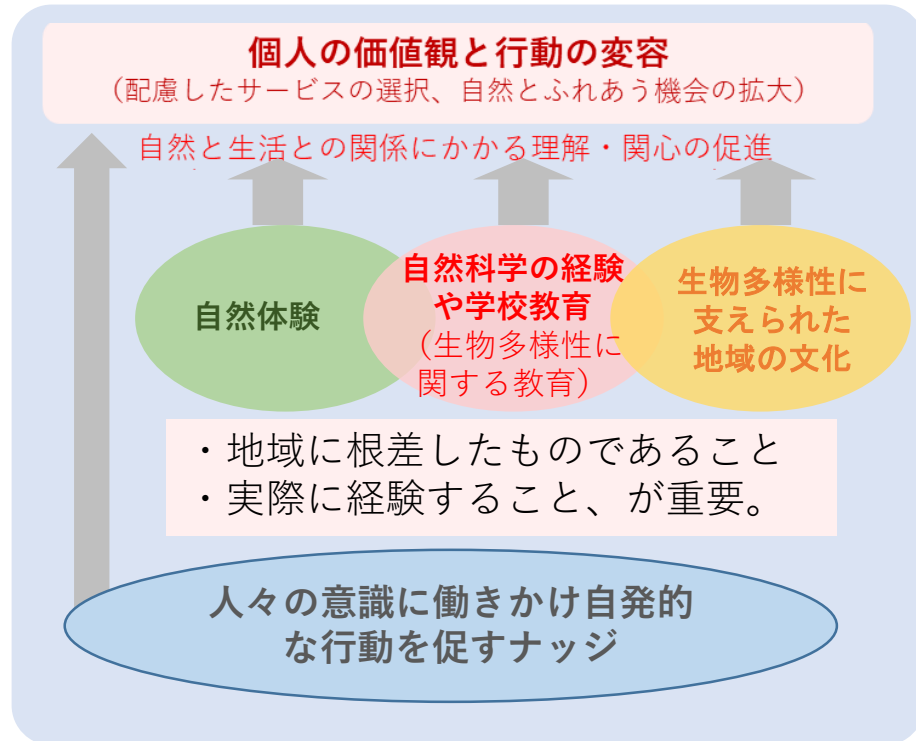 個人の価値観と行動の変容
（配慮したサービスの選択、自然とふれあう機会の拡大）
自然と生活との関係にかかる理解・関心の促進
自然体験
自然科学の経験
や学校教育
（生物多様性に
関する教育）
生物多様性に
支えられた
地域の文化
・地域に根差したものであること
・実際に経験すること、が重要。
人々の意識に働きかけ自発的
な行動を促すナッジ